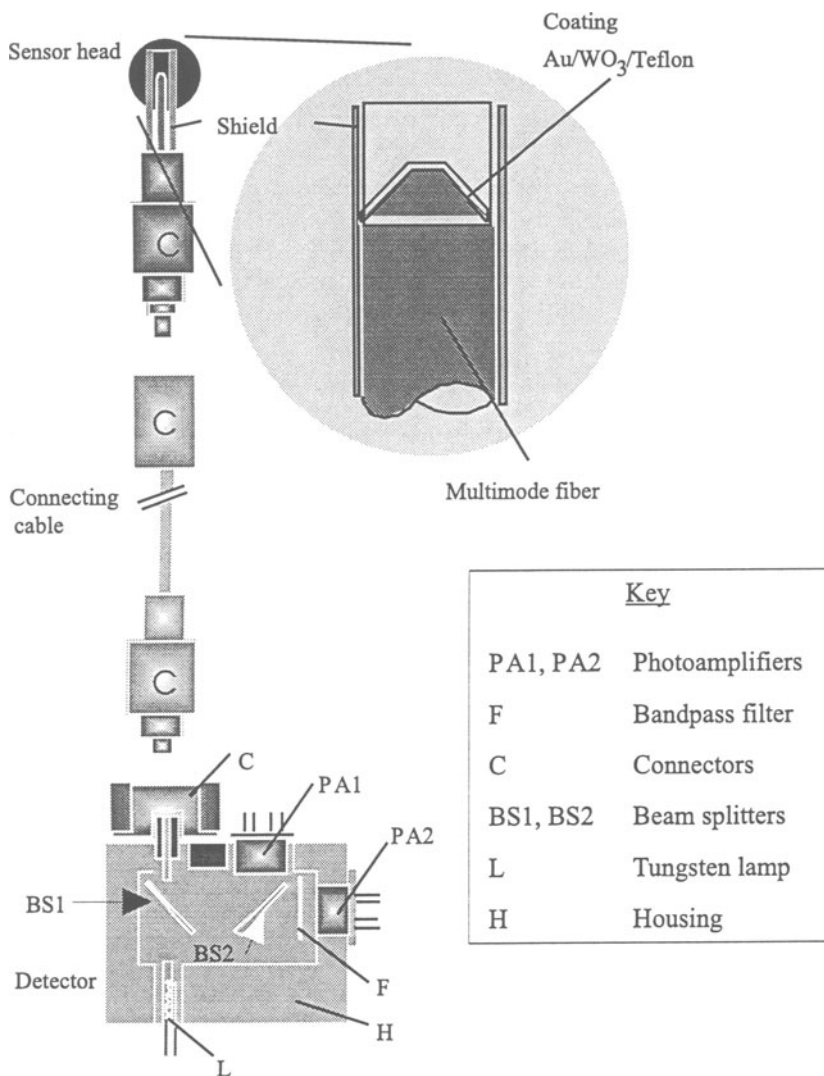 Coating
Au/WO3/Teflon
Sensor head
Shield
C
C
Multimode fiber
Connecting
cable
C
C
PA1
PA2
BS1
BS2
Detector
F
H
L
Key
PA1, PA2 Photoamplifiers
F Bandpass filter
C Connectors
BS1, BS2 Beam splitters
L Tungsten lamp
H Housing